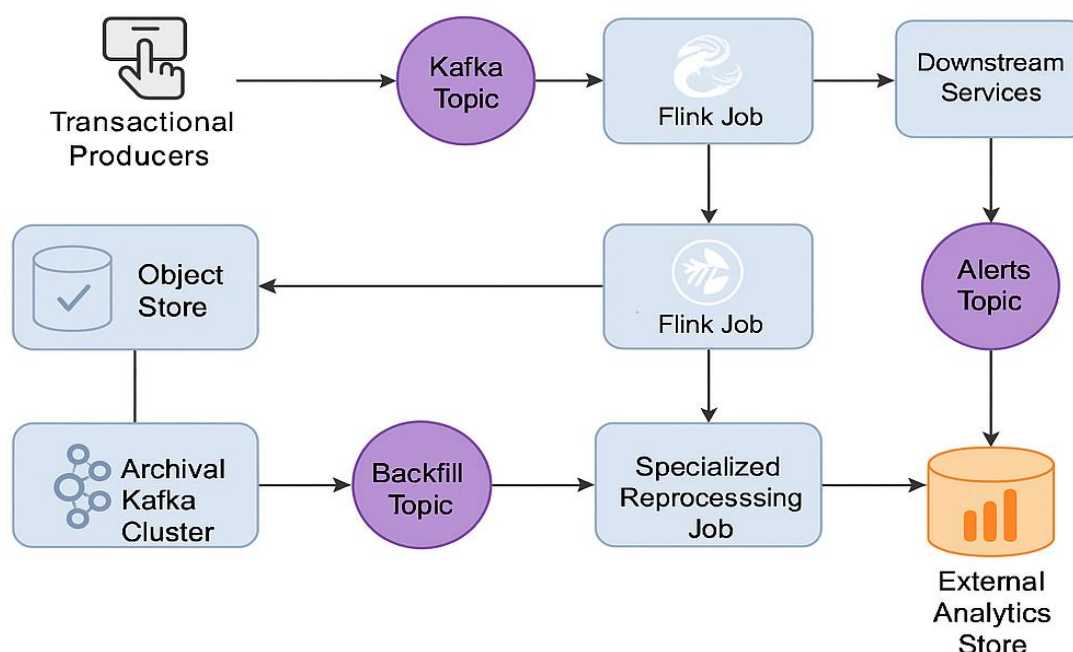 Transactional
Producers
Kafka
Topic
Flink Job
Downstream
Services
Object
Store
Flink Job
Alerts
Topic
Archival
Kafka
Cluster
Backfill
Topic
Specialized
Reprocesssing
Job
External
Analytics
Store